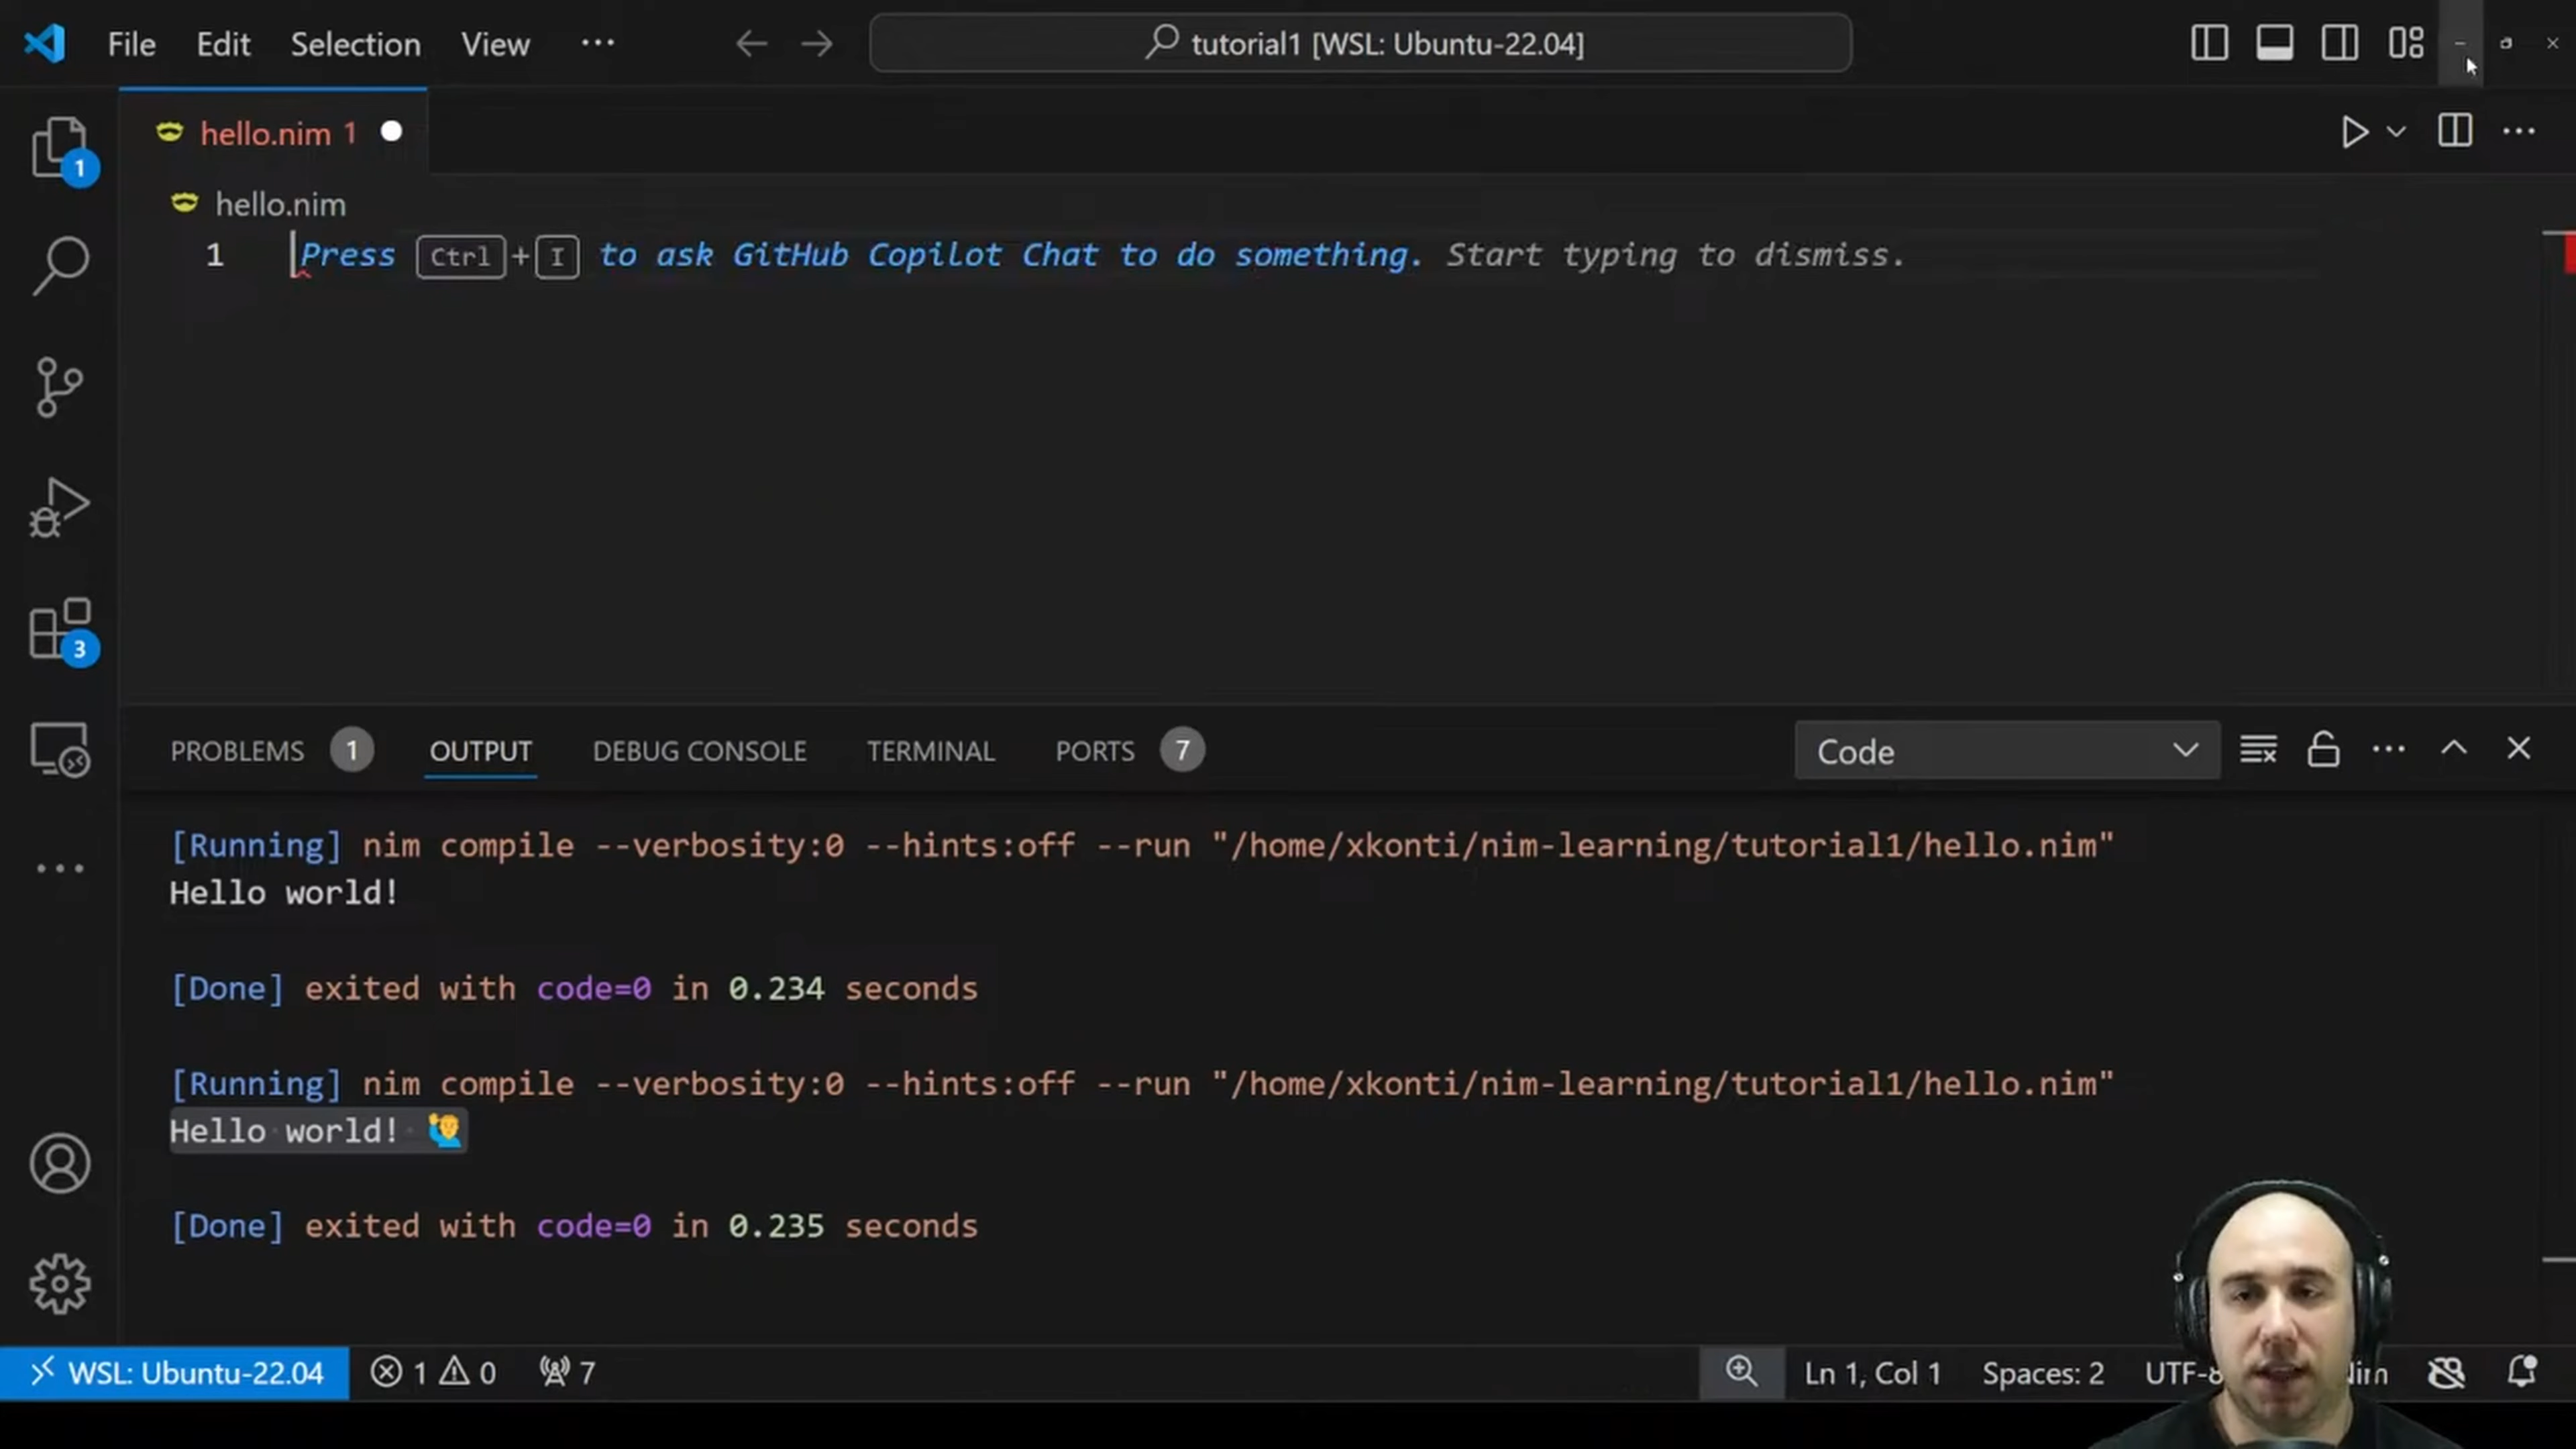 File Edit Selection View ··· tutorial1 [WSL: Ubuntu-22.04]
hello.nim 1
hello.nim
1 Press Ctrl+I to ask GitHub Copilot Chat to do something. Start typing to dismiss.
1
3
PROBLEMS 1 OUTPUT DEBUG CONSOLE TERMINAL PORTS 7 Code
[Running] nim compile --verbosity:0 --hints:off --run "/home/xkonti/nim-learning/tutorial1/hello.nim"
Hello world!
[Done] exited with code=0 in 0.234 seconds
[Running] nim compile --verbosity:0 --hints:off --run "/home/xkonti/nim-learning/tutorial1/hello.nim"
Hello world! 🙋‍♂️
[Done] exited with code=0 in 0.235 seconds
WSL: Ubuntu-22.04 1 0 7 Ln 1, Col 1 Spaces: 2 UTF-8 Nim